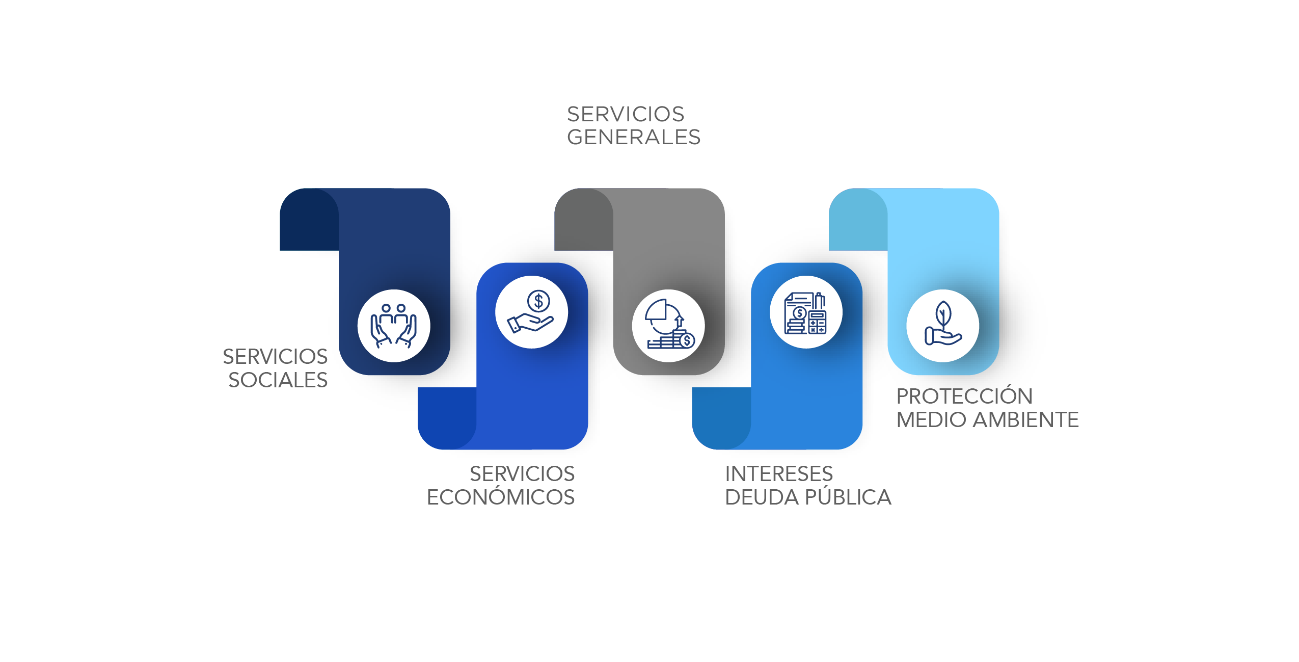 SERVICIOS
GENERALES
SERVICIOS
SOCIALES
SERVICIOS
ECONÓMICOS
INTERESES
DEUDA PÚBLICA
PROTECCIÓN
MEDIO AMBIENTE